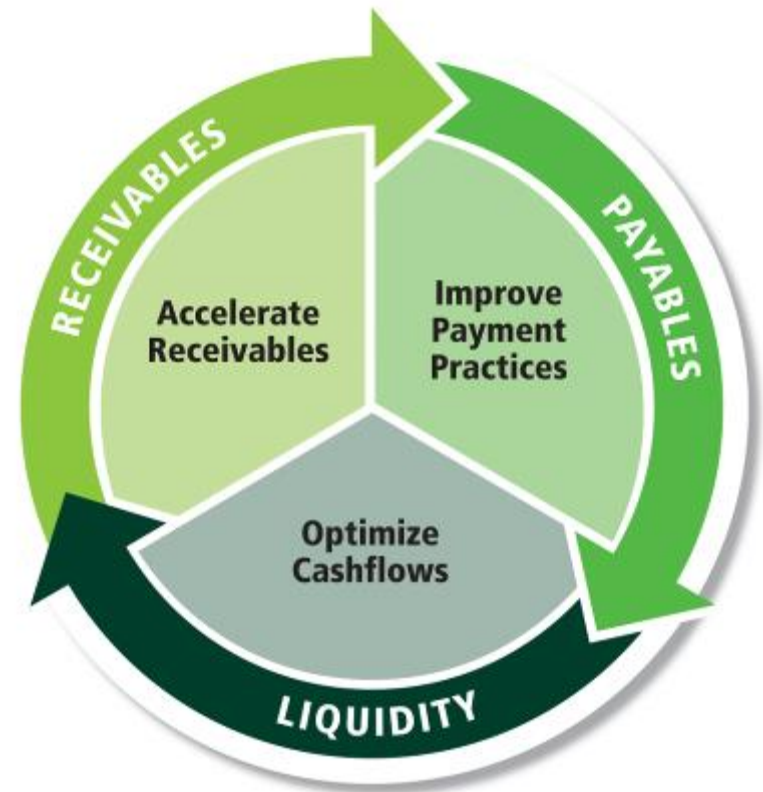 RECEIVABLES
PAYABLES
Accelerate
Receivables
Improve
Payment
Practices
Optimize
Cashflows
LIQUIDITY